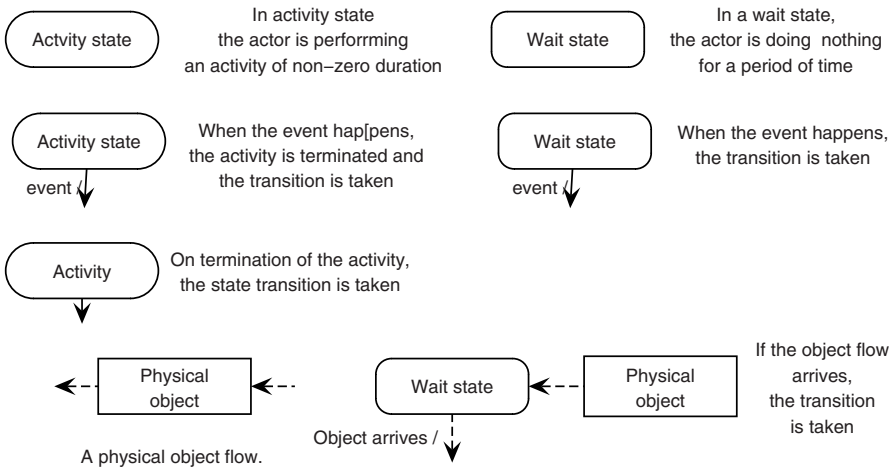 Actvity state
In activity state
the actor is perforrming
an activity of non−zero duration
Wait state
In a wait state,
the actor is doing nothing
for a period of time
Activity state
event /
When the event hap[pens,
the activity is terminated and
the transition is taken
Wait state
event /
When the event happens,
the transition is taken
Activity
On termination of the activity,
the state transition is taken
Physical
object
A physical object flow.
Wait state
Object arrives /
Physical
object
If the object flow
arrives,
the transition
is taken